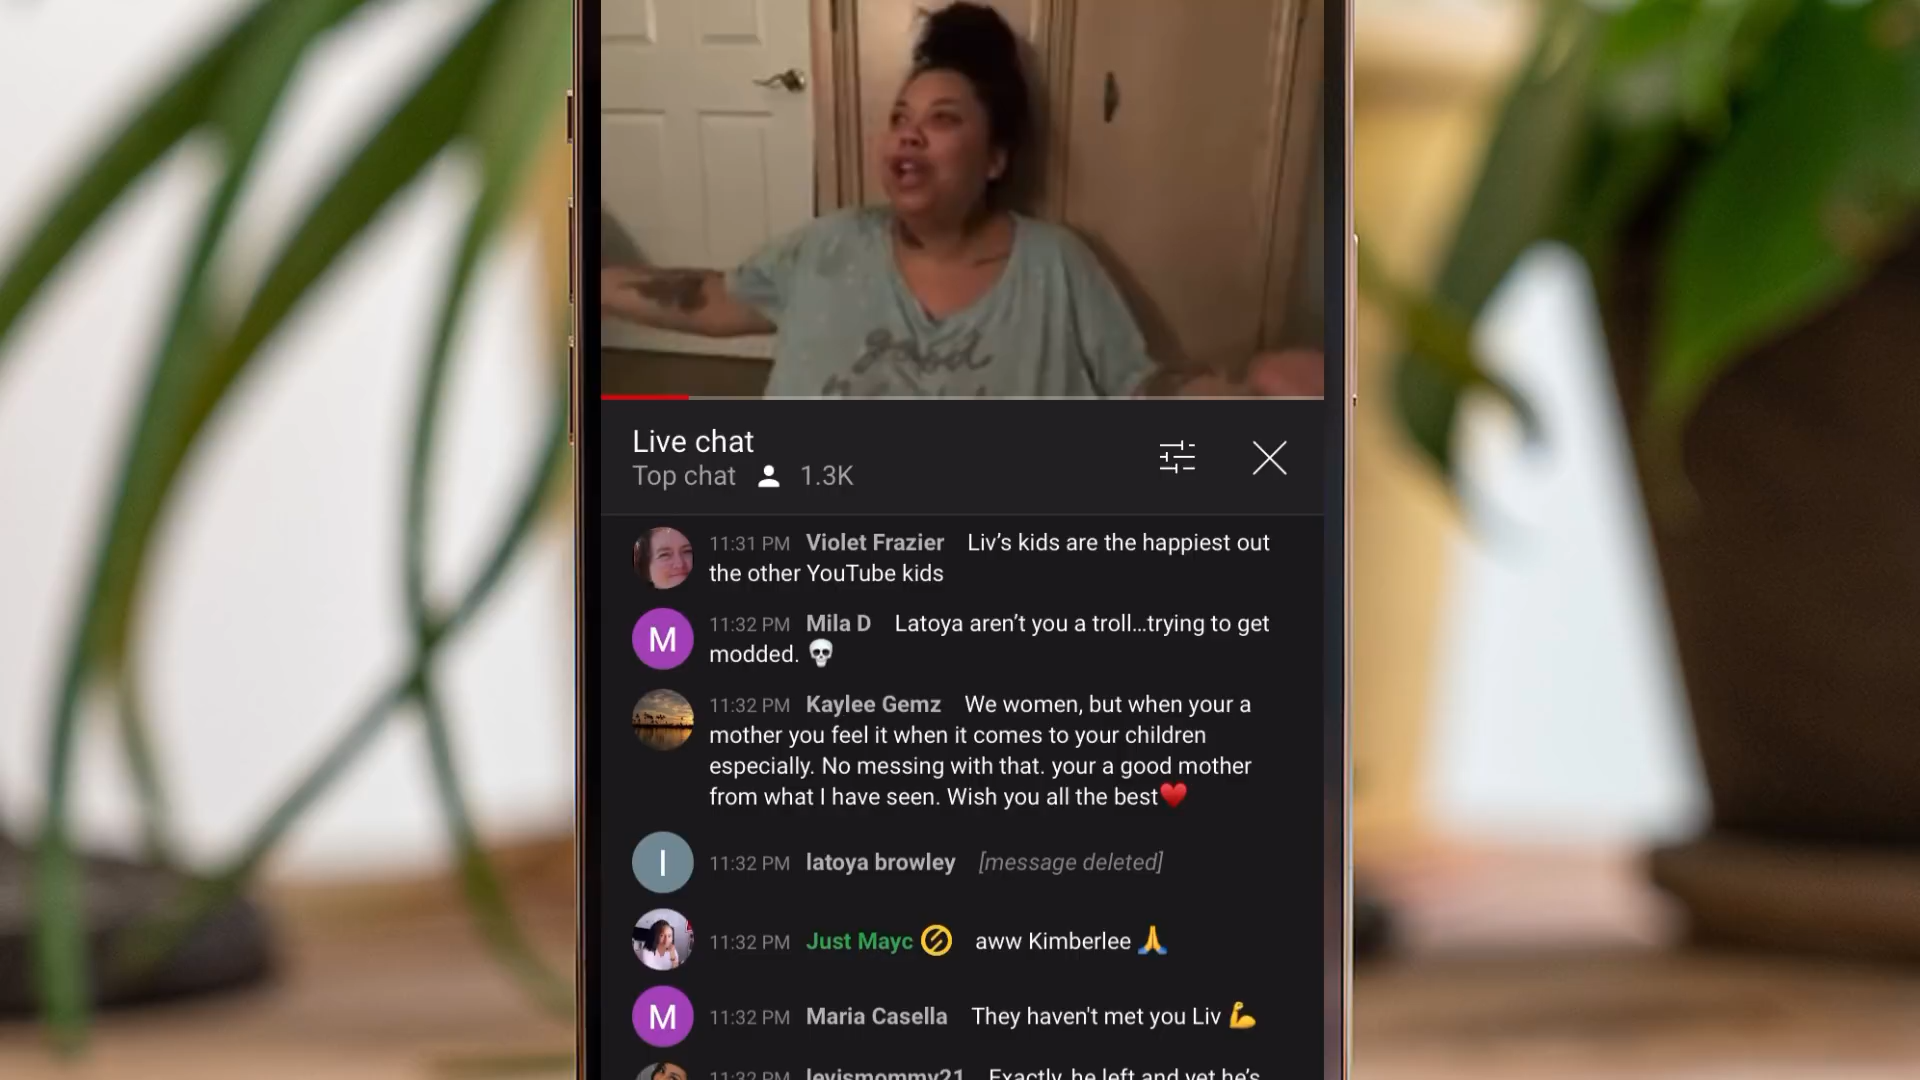 good
Live chat
Top chat 1.3K
11:31 PM Violet Frazier Liv’s kids are the happiest out
the other YouTube kids
M 11:32 PM Mila D Latoya aren’t you a troll...trying to get
modded. 💀
11:32 PM Kaylee Gemz We women, but when your a
mother you feel it when it comes to your children
especially. No messing with that. your a good mother
from what I have seen. Wish you all the best❤️
l 11:32 PM latoya browley [message deleted]
11:32 PM Just Mayc aww Kimberlee 🙏
M 11:32 PM Maria Casella They haven't met you Liv 💪
11:32 PM levismommy21 Exactly, he left and yet he’s